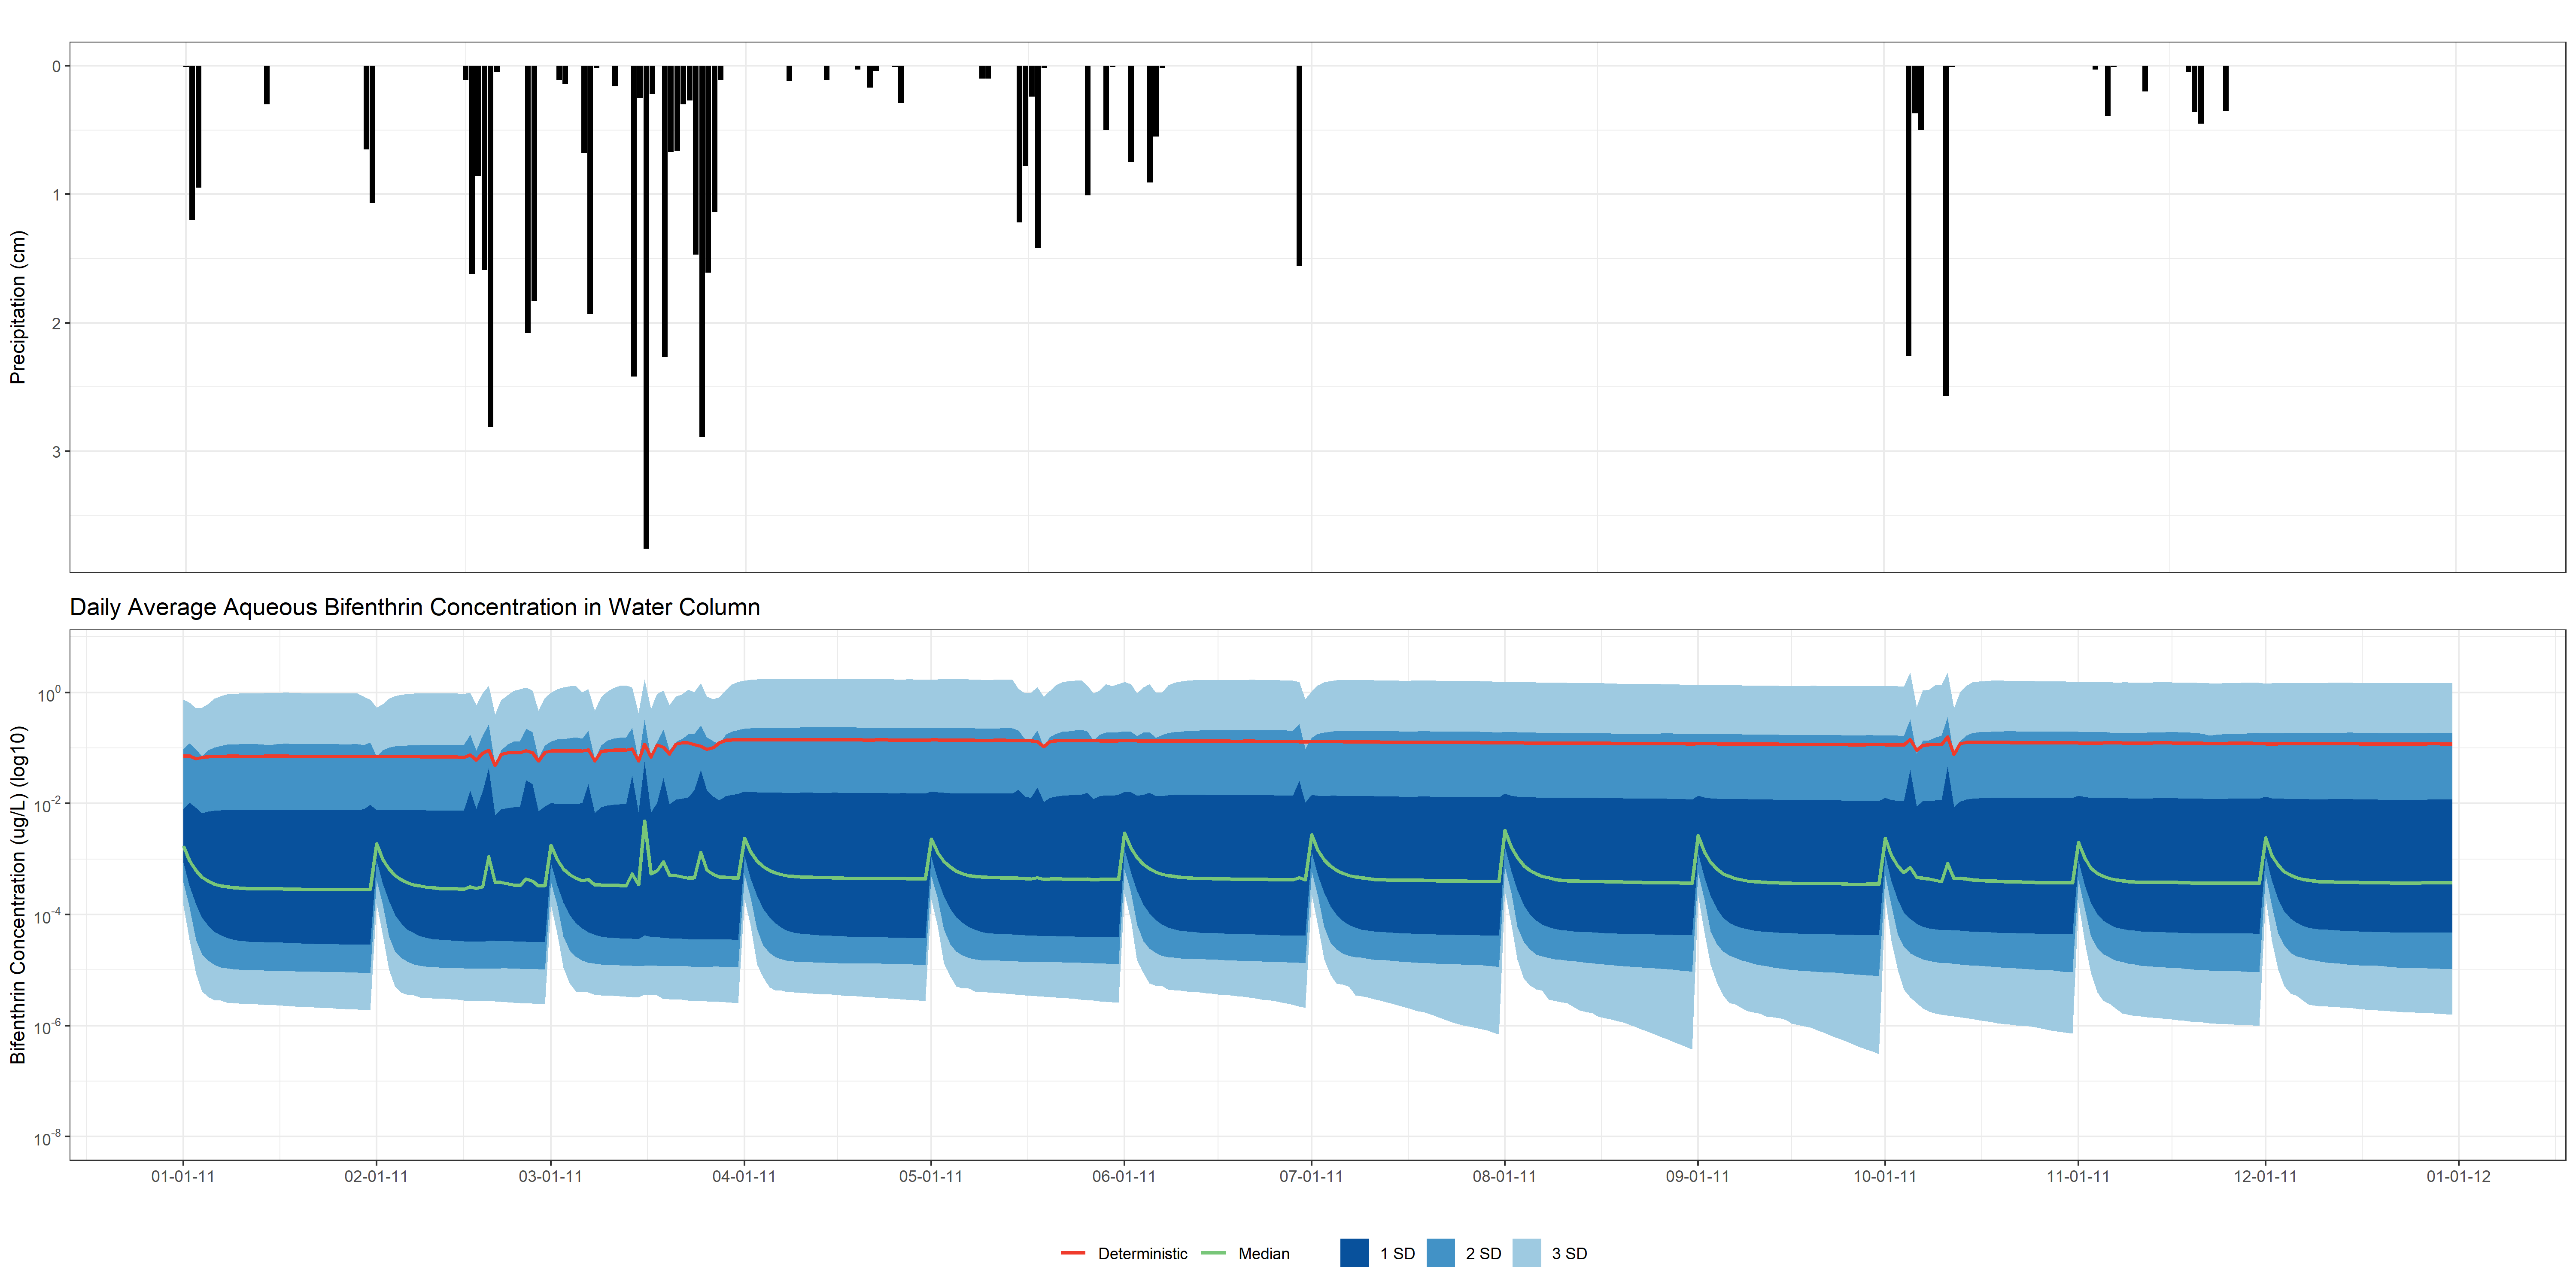 0
1
2
3
Precipitation (cm)
Daily Average Aqueous Bifenthrin Concentration in Water Column
10^0
10^-2
10^-4
10^-6
10^-8
Bifenthrin Concentration (ug/L) (log10)
01-01-11 02-01-11 03-01-11 04-01-11 05-01-11 06-01-11 07-01-11 08-01-11 09-01-11 10-01-11 11-01-11 12-01-11 01-01-12
Deterministic Median 1 SD 2 SD 3 SD